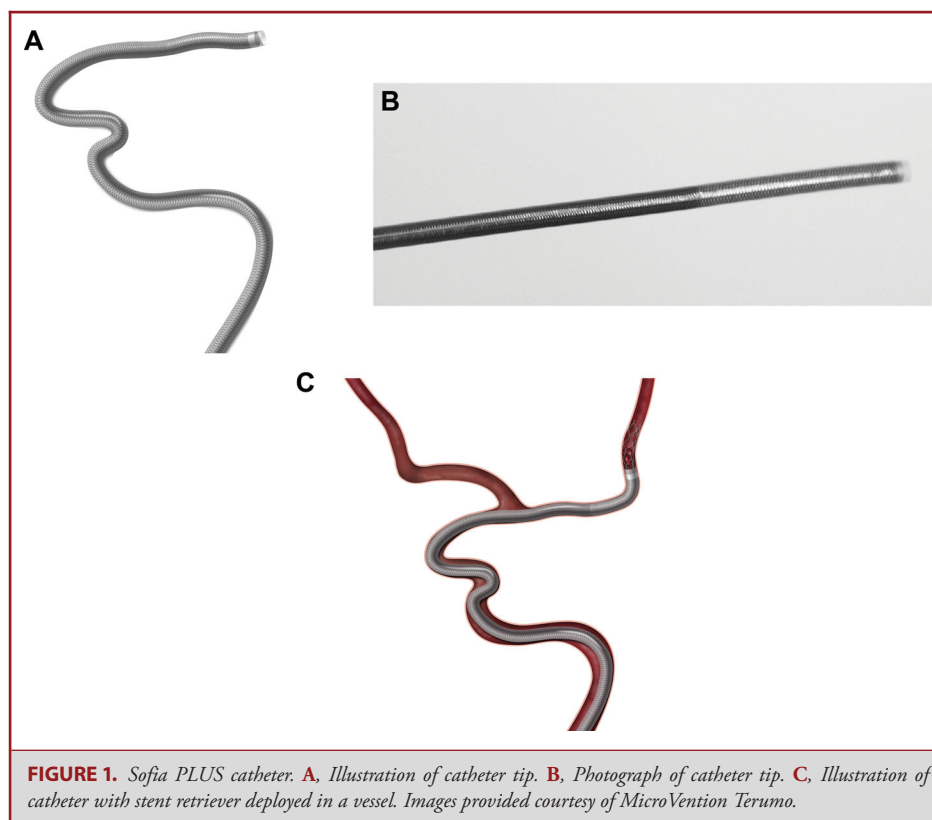 A
B
C
FIGURE 1. Sofia PLUS catheter. A, Illustration of catheter tip. B, Photograph of catheter tip. C, Illustration of
catheter with stent retriever deployed in a vessel. Images provided courtesy of MicroVention Terumo.